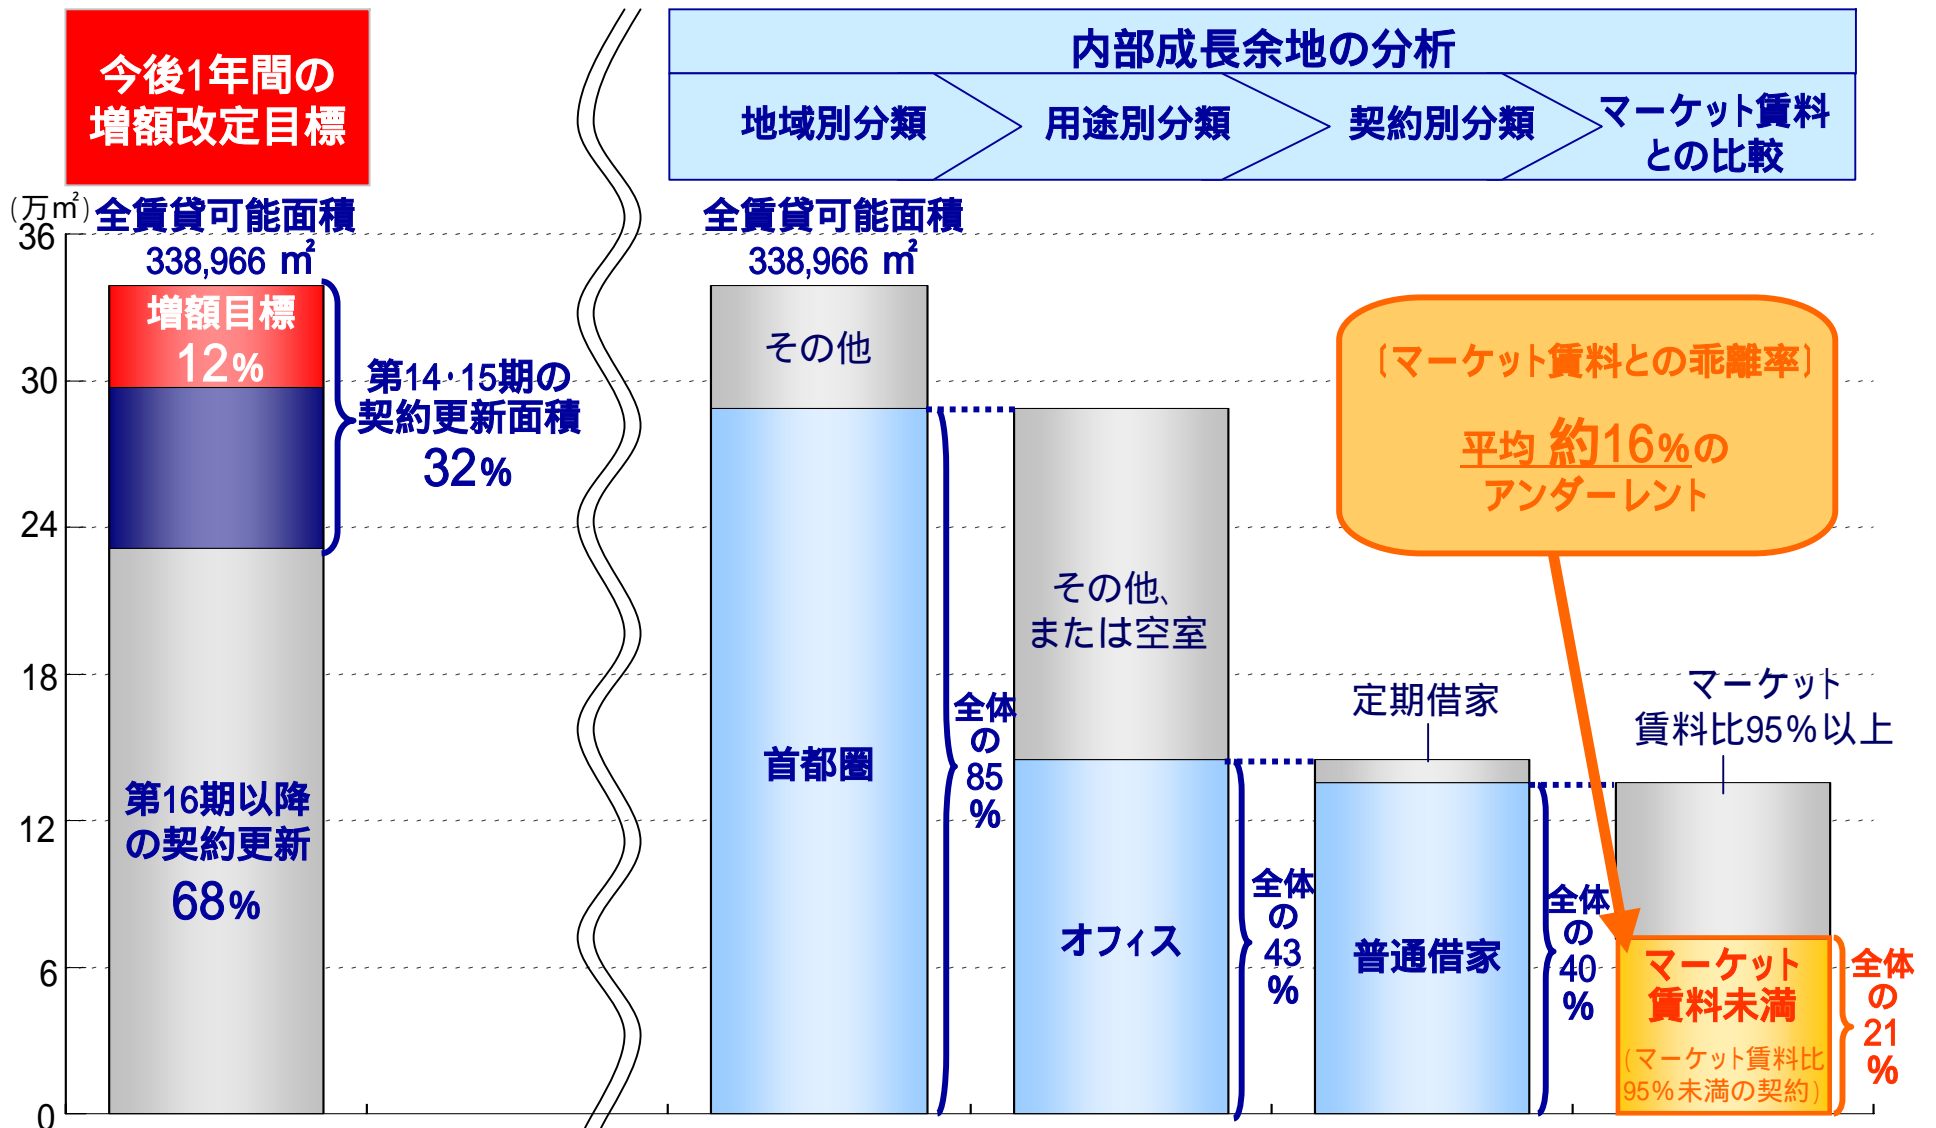 今後1年間の
増額改定目標
内部成長余地の分析
地域別分類
用途別分類
契約別分類
マーケット賃料
との比較
(万㎡)
全賃貸可能面積
338,966 ㎡
全賃貸可能面積
338,966 ㎡
36
30
24
18
12
6
0
増額目標
12%
第14・15期の
契約更新面積
32%
第16期以降
の契約更新
68%
その他
首都圏
全体
の
85
%
その他、
または空室
オフィス
全体
の
43
%
定期借家
普通借家
全体
の
40
%
〔マーケット賃料との乖離率〕
平均 約16%の
アンダーレント
マーケット
賃料比95%以上
マーケット
賃料未満
(マーケット賃料比
95%未満の契約)
全体
の
21
%